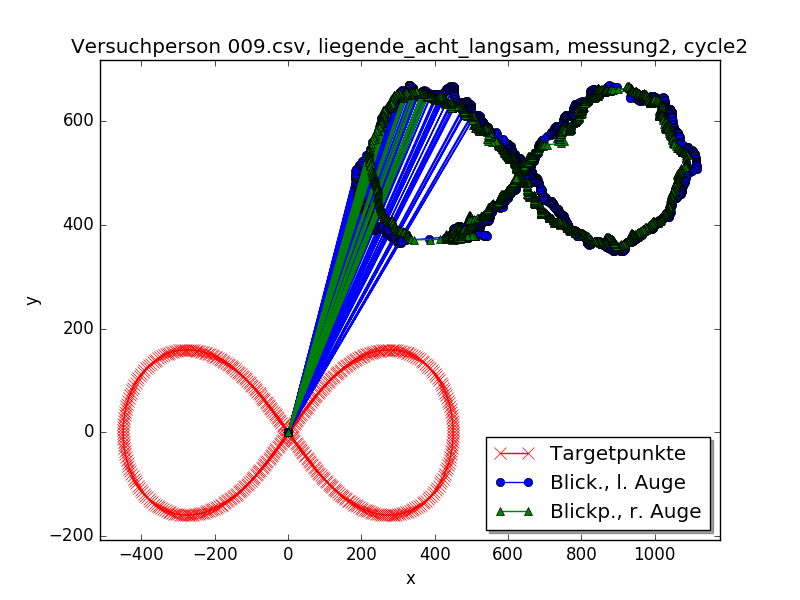 Versuchperson 009.csv, liegende_acht_langsam, messung2, cycle2
y
600
400
200
0
−200
−400 −200 0 200 400 600 800 1000
x
Targetpunkte
Blick., l. Auge
Blickp., r. Auge